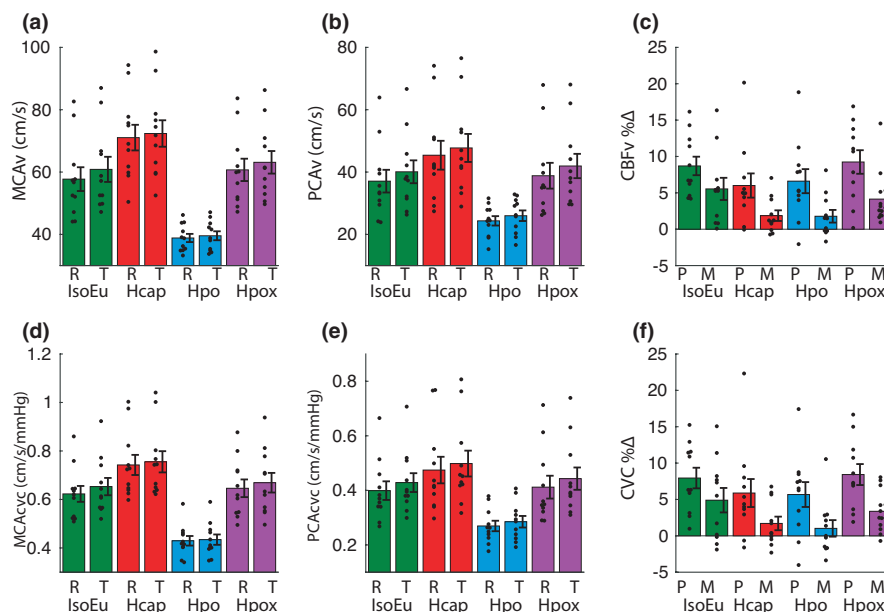 (a)
MCAv (cm/s)
100
80
60
40
R T R T R T R T
IsoEu Hcap Hpo Hpox
(b)
PCAv (cm/s)
80
60
40
20
R T R T R T R T
IsoEu Hcap Hpo Hpox
(c)
CBFv %Δ
25
20
15
10
5
0
-5
P M P M P M P M
IsoEu Hcap Hpo Hpox
(d)
MCAcvc (cm/s/mmHg)
1.2
1
0.8
0.6
0.4
R T R T R T R T
IsoEu Hcap Hpo Hpox
(e)
PCAcvc (cm/s/mmHg)
0.8
0.6
0.4
0.2
R T R T R T R T
IsoEu Hcap Hpo Hpox
(f)
CVC %Δ
25
20
15
10
5
0
-5
P M P M P M P M
IsoEu Hcap Hpo Hpox